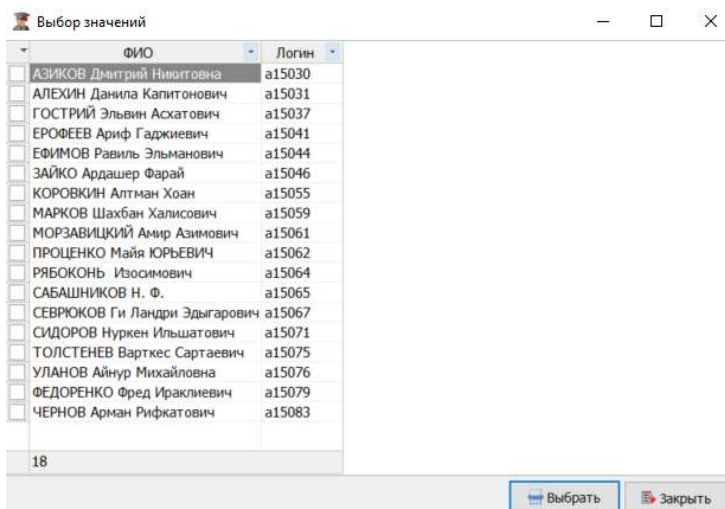 Выбор значений
ФИО Логин
АЗИКОВ Дмитрий Никитовна а15030
АЛЕХИН Данила Капитонович а15031
ГОСТРИЙ Эльвин Асхатович а15037
ЕРОФЕЕВ Ариф Гаджиевич а15041
ЕФИМОВ Равиль Эльманович а15044
ЗАЙКО Ардашер Фарай а15046
КОРОВКИН Алтман Хоан а15055
МАРКОВ Шахбан Халисович а15059
МОРЗАВИЦКИЙ Амир Азимович а15061
ПРОЦЕНКО Майя ЮРЬЕВИЧ а15062
РЯБОКОНЬ Изосимович а15064
САБАШНИКОВ Н. Ф. а15065
СЕВРЮКОВ Ги Ландри Эдыгарович а15067
СИДОРОВ Нуркен Ильшатович а15071
ТОЛСТЕНЕВ Варткес Сартаевич а15075
УЛАНОВ Айнур Михайловна а15076
ФЕДОРЕНКО Фред Ираклиевич а15079
ЧЕРНОВ Арман Рифкатович а15083
18
Выбрать Закрыть